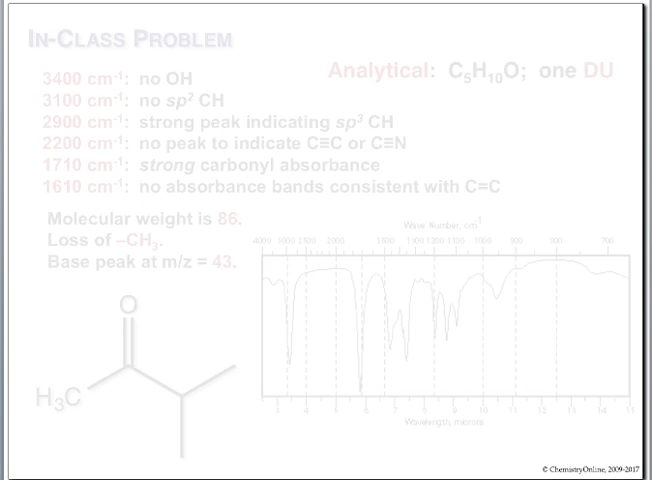 IN-CLASS PROBLEM
Analytical: C₅H₁₀O; one DU
3400 cm⁻¹: no OH
3100 cm⁻¹: no sp² CH
2900 cm⁻¹: strong peak indicating sp³ CH
2200 cm⁻¹: no peak to indicate C≡C or C≡N
1710 cm⁻¹: strong carbonyl absorbance
1610 cm⁻¹: no absorbance bands consistent with C=C
Molecular weight is 86.
Loss of –CH₃.
Base peak at m/z = 43.
Wave Number, cm⁻¹
4000 3000 2500 2000 1500 1300 1200 1100 1000 900 800 700
3 4 5 6 7 8 9 10 11 12 13 14 15
Wavelength, microns
O
H₃C
© ChemistryOnline, 2009-2017